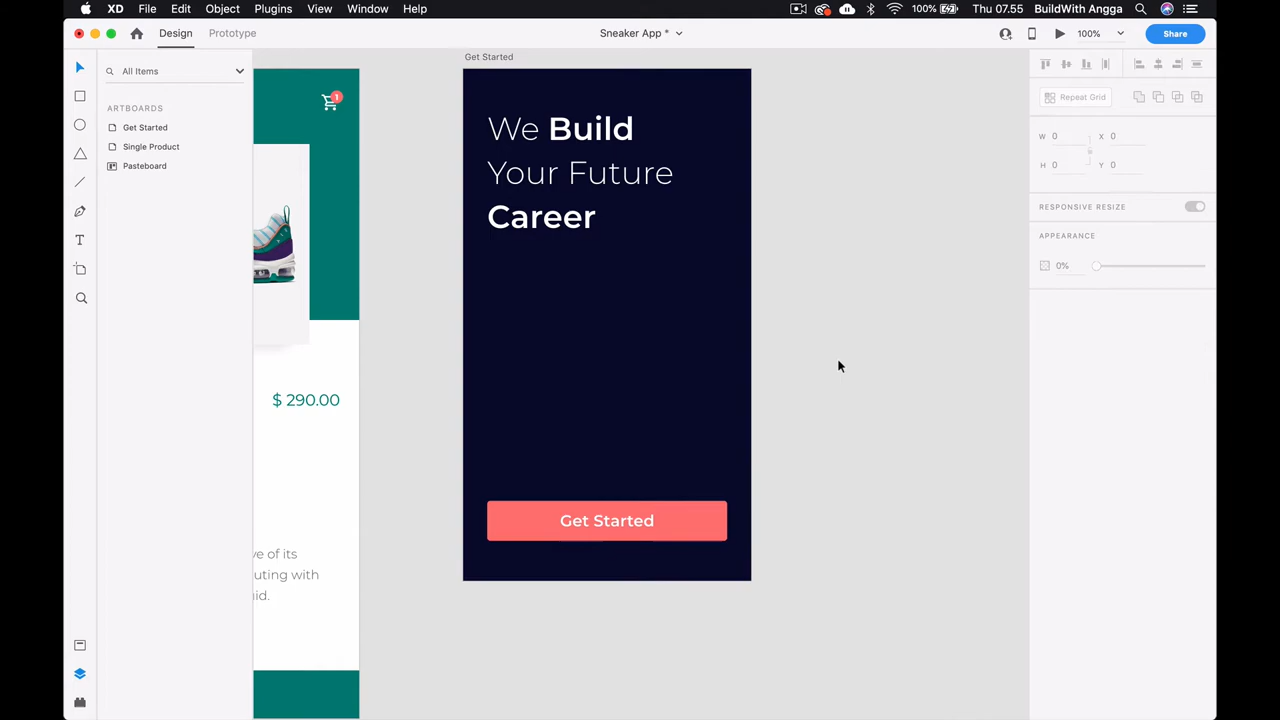 XD File Edit Object Plugins View Window Help 100% Thu 07.55 BuildWith Angga
Design Prototype Sneaker App * 100% Share
All Items
ARTBOARDS
Get Started
Single Product
Pasteboard
1
$ 290.00
ve of its
uting with
uid.
Get Started
We Build
Your Future
Career
Get Started
Repeat Grid
W 0 X 0
H 0 Y 0
RESPONSIVE RESIZE
APPEARANCE
0%